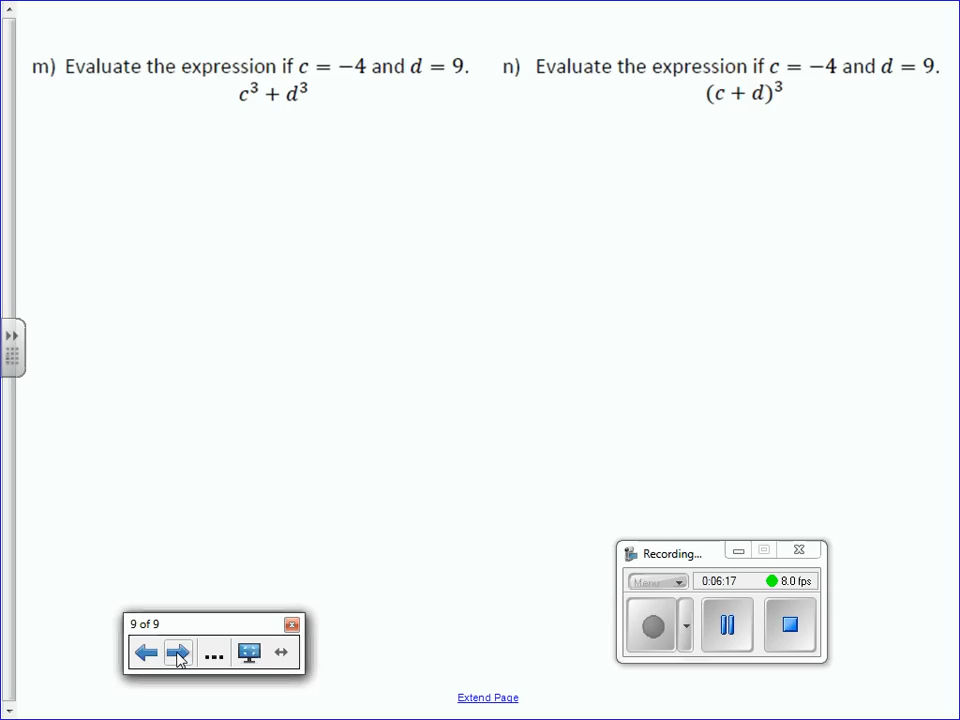 m) Evaluate the expression if c = −4 and d = 9.
c³ + d³
n) Evaluate the expression if c = −4 and d = 9.
(c + d)³
Recording...
Menu
0:06:17
8.0 fps
9 of 9
...
Extend Page